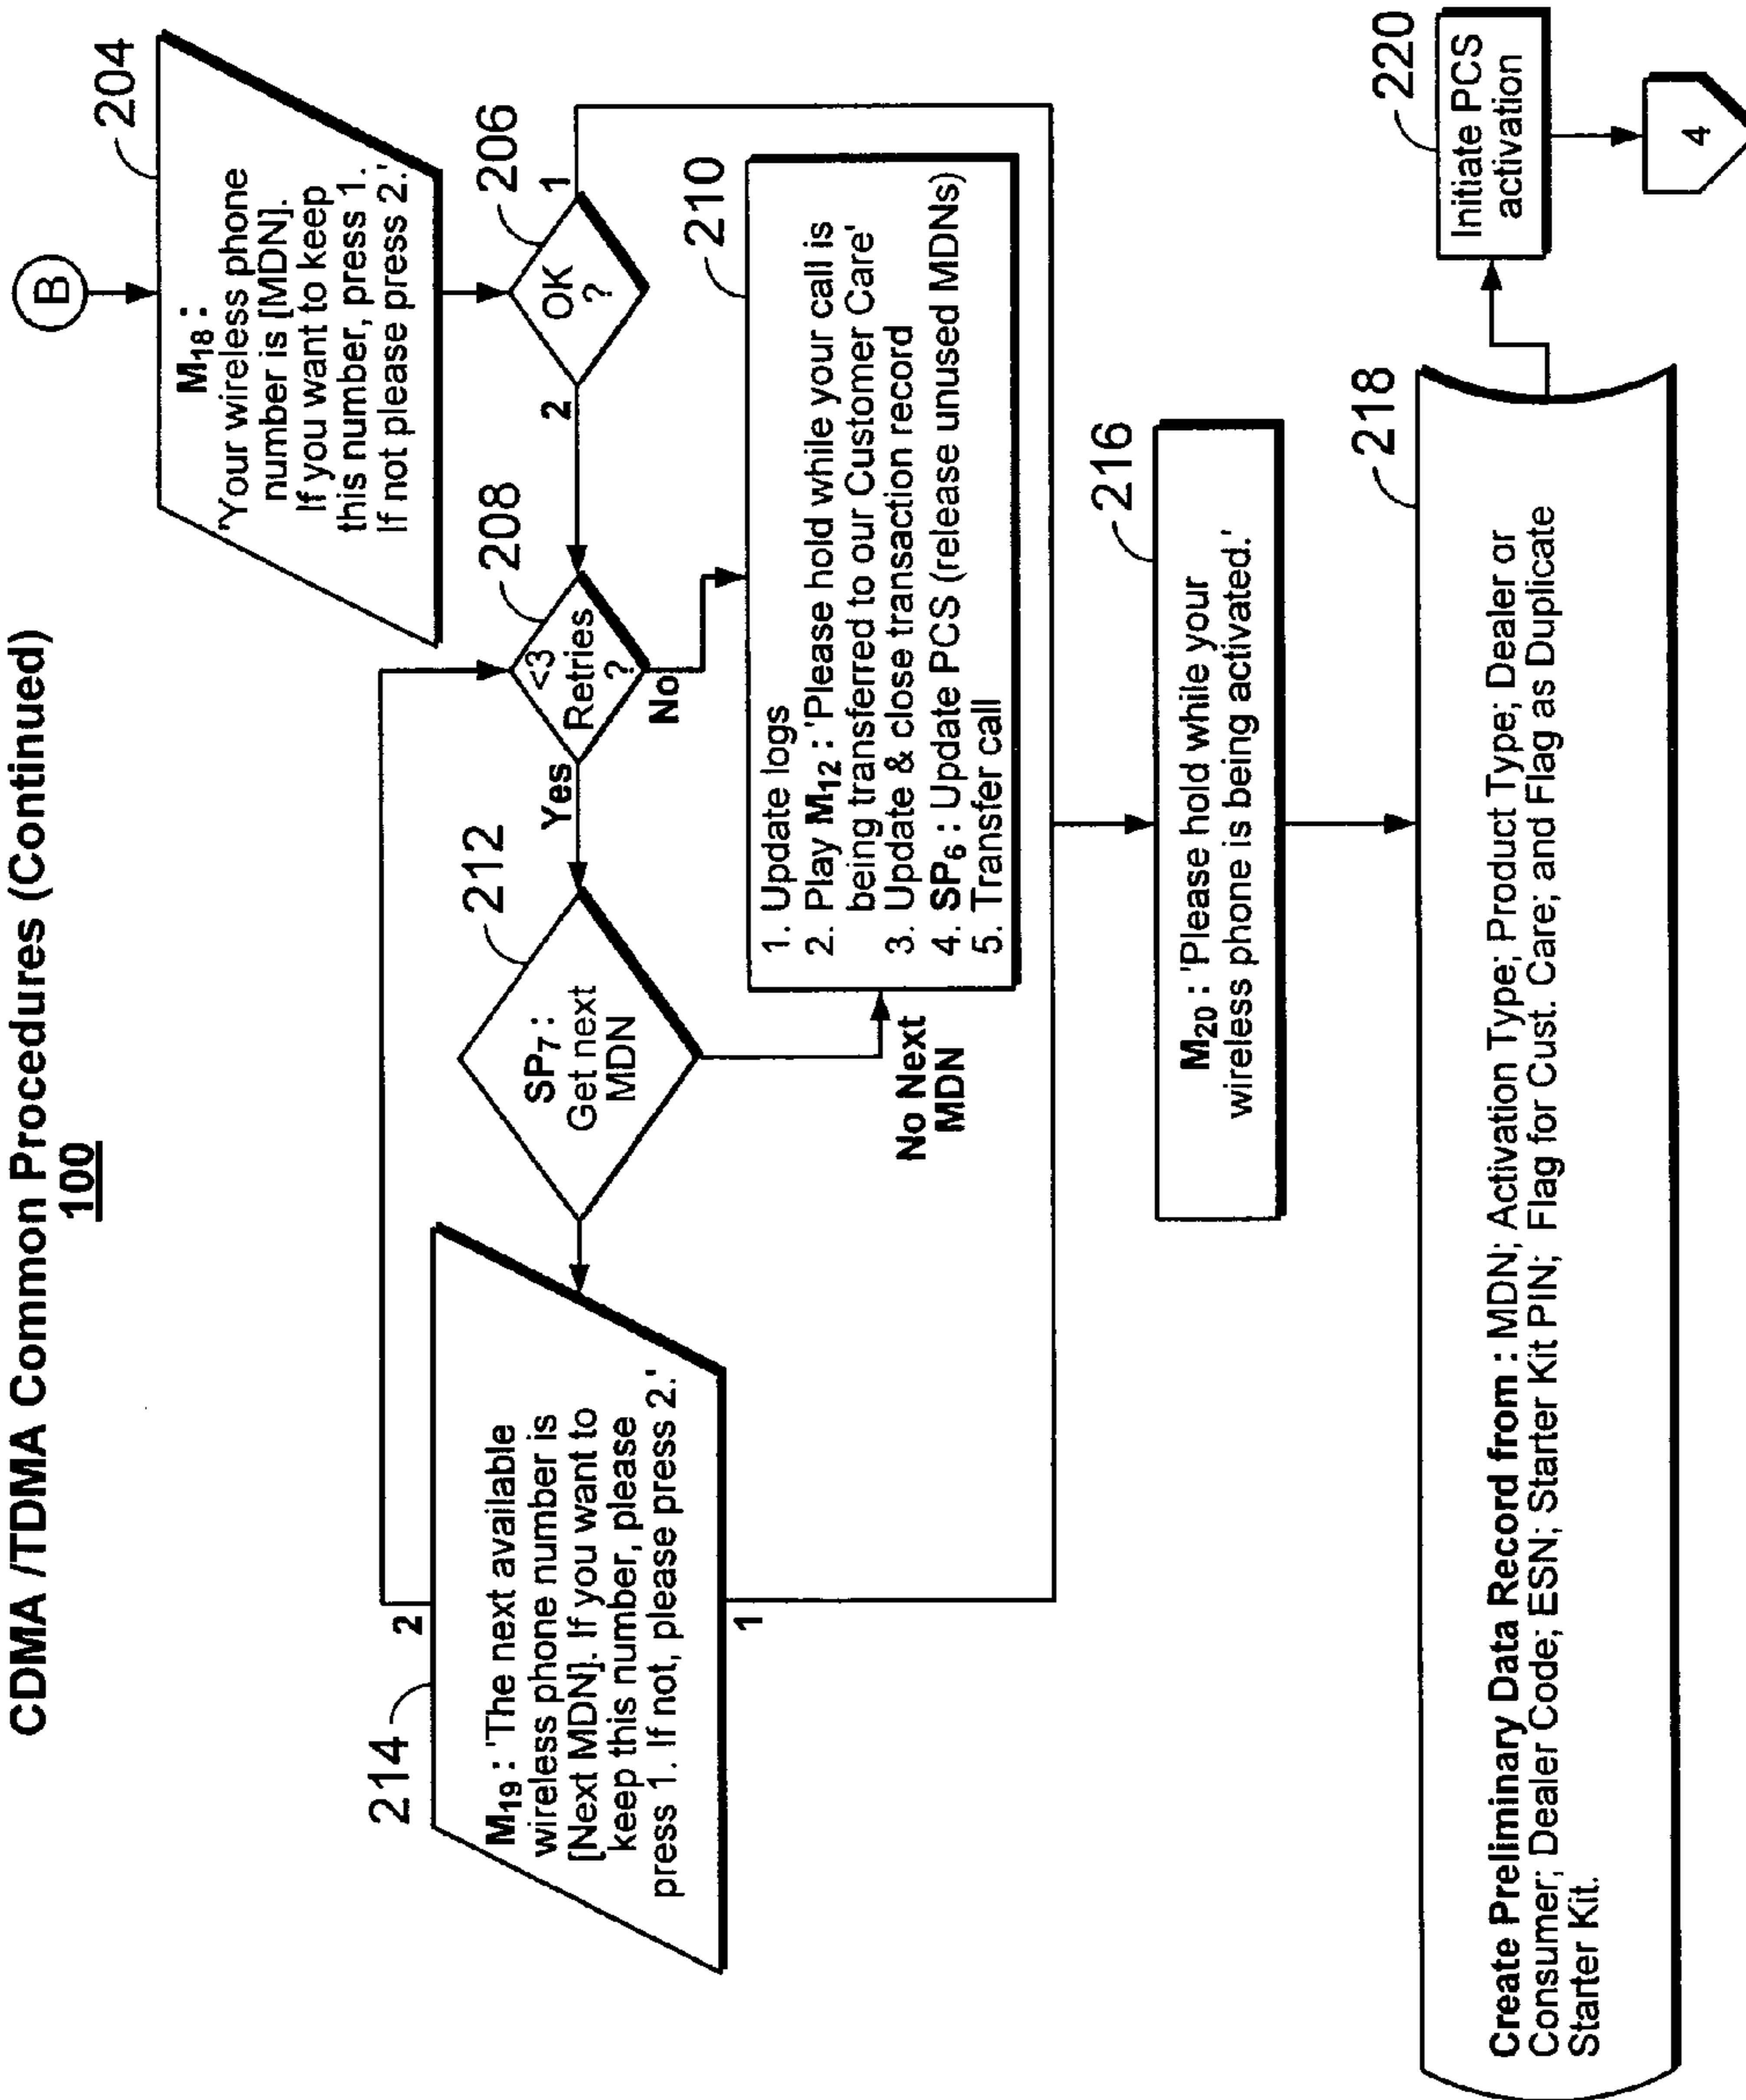 CDMA /TDMA Common Procedures (Continued)
100
B
204
M18 :
'Your wireless phone
number is [MDN].
If you want to keep
this number, press 1.
If not please press 2.'
206
OK
?
1
2
208
<3
Retries
?
Yes
No
212
SP7 :
Get next
MDN
No Next
MDN
214
M19 : 'The next available
wireless phone number is
[Next MDN]. If you want to
keep this number, please
press 1. If not, please press 2.'
2
1
210
1. Update logs
2. Play M12 : 'Please hold while your call is
being transferred to our Customer Care'
3. Update & close transaction record
4. SP6 : Update PCS (release unused MDNs)
5. Transfer call
216
M20 : 'Please hold while your
wireless phone is being activated.'
218
Create Preliminary Data Record from : MDN; Activation Type; Product Type; Dealer or
Consumer; Dealer Code; ESN; Starter Kit PIN; Flag for Cust. Care; and Flag as Duplicate
Starter Kit.
220
Initiate PCS
activation
4